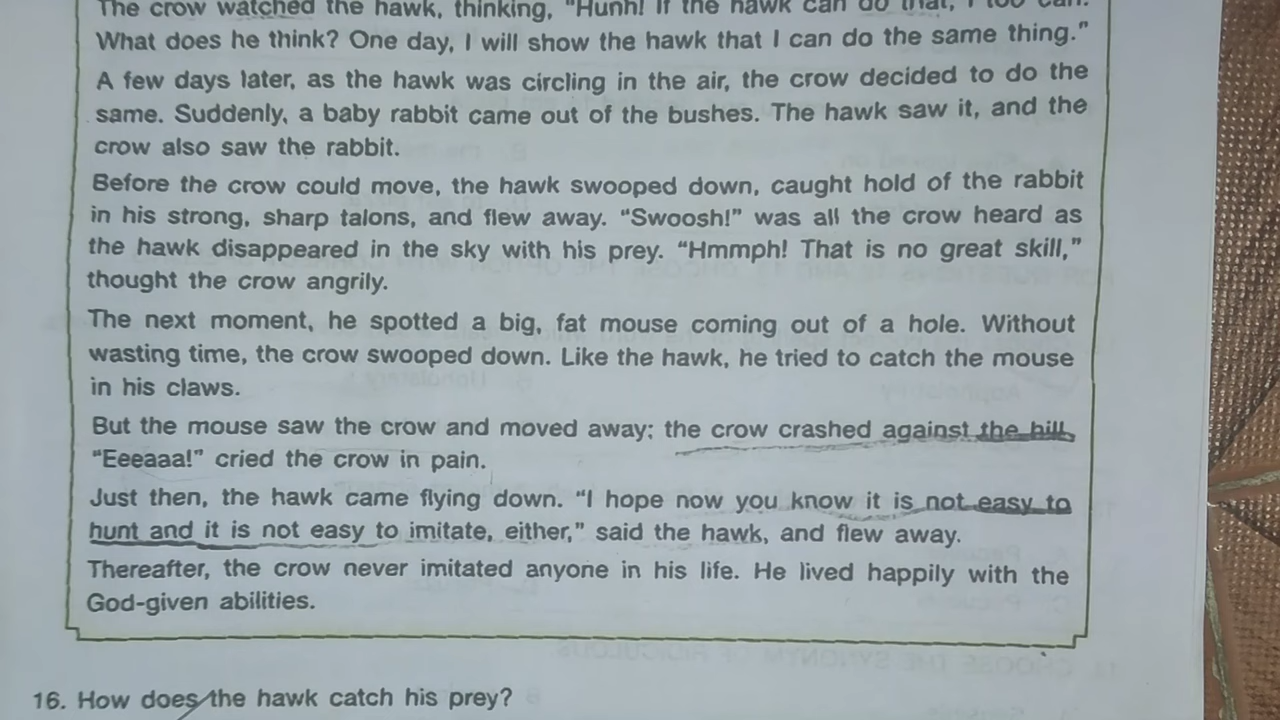 The crow watched the hawk, thinking, "Hunh! If the hawk can do that, I too can.
What does he think? One day, I will show the hawk that I can do the same thing."
A few days later, as the hawk was circling in the air, the crow decided to do the
same. Suddenly, a baby rabbit came out of the bushes. The hawk saw it, and the
crow also saw the rabbit.
Before the crow could move, the hawk swooped down, caught hold of the rabbit
in his strong, sharp talons, and flew away. "Swoosh!" was all the crow heard as
the hawk disappeared in the sky with his prey. "Hmmph! That is no great skill,"
thought the crow angrily.
The next moment, he spotted a big, fat mouse coming out of a hole. Without
wasting time, the crow swooped down. Like the hawk, he tried to catch the mouse
in his claws.
But the mouse saw the crow and moved away; the crow crashed against the hill.
"Eeeaaa!" cried the crow in pain.
Just then, the hawk came flying down. "I hope now you know it is not easy to
hunt and it is not easy to imitate, either," said the hawk, and flew away.
Thereafter, the crow never imitated anyone in his life. He lived happily with the
God-given abilities.
16. How does the hawk catch his prey?